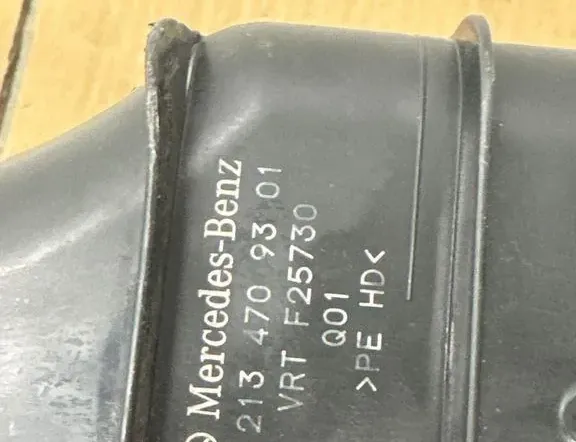 Mercedes-Benz
213 470 93 01
VRT F25730
Q01
>PE HD<